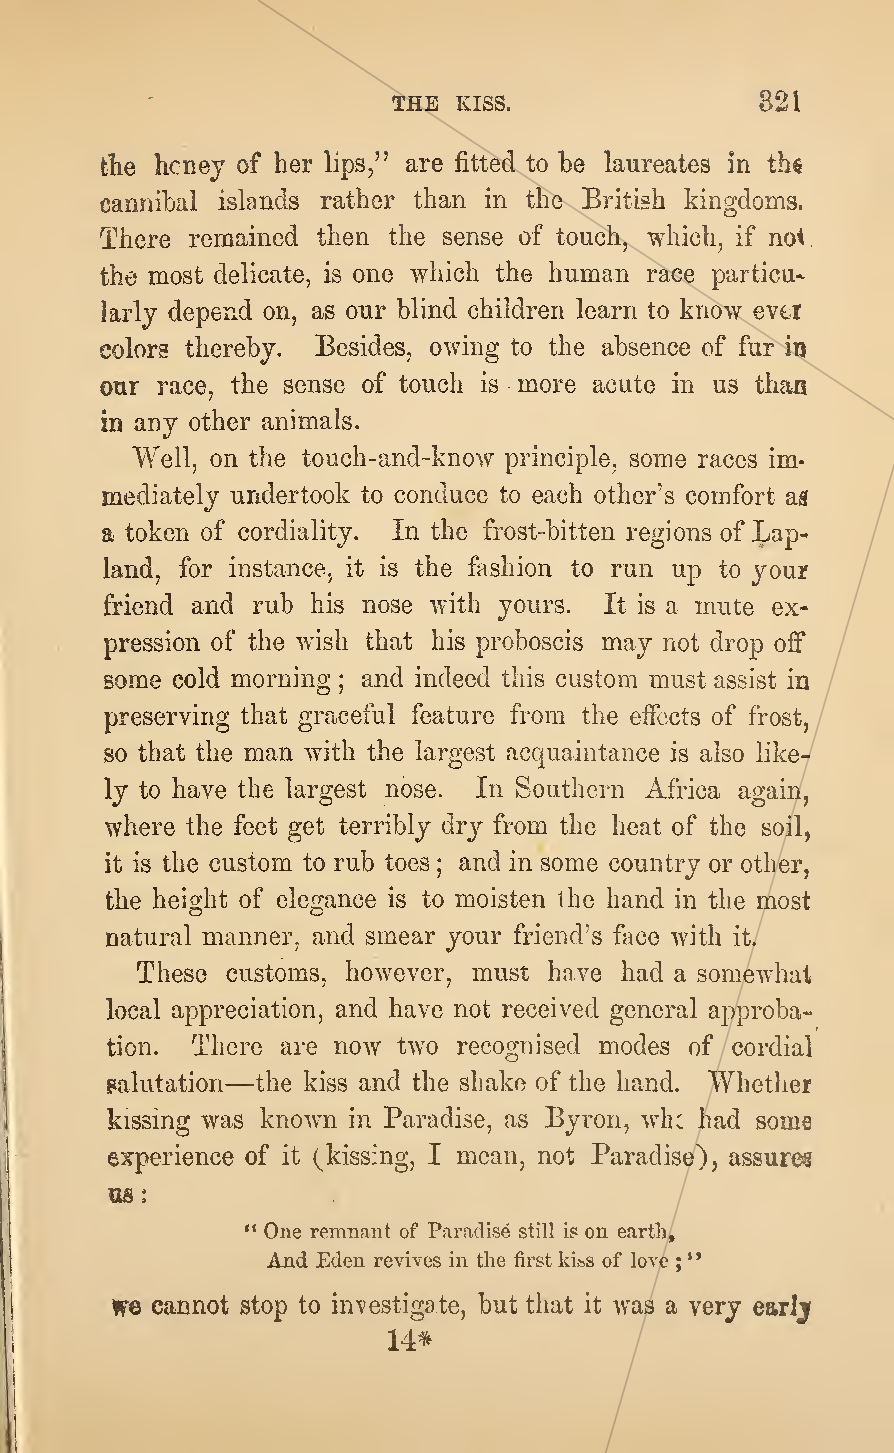 THE KISS. 321
the honey of her lips,” are fitted to be laureates in the
cannibal islands rather than in the British kingdoms.
There remained then the sense of touch, which, if not
the most delicate, is one which the human race particu-
larly depend on, as our blind children learn to know ever
colors thereby. Besides, owing to the absence of fur in
our race, the sense of touch is more acute in us than
in any other animals.
Well, on the touch-and-know principle, some races im-
mediately undertook to conduce to each other's comfort as
a token of cordiality. In the frost-bitten regions of Lap-
land, for instance, it is the fashion to run up to your
friend and rub his nose with yours. It is a mute ex-
pression of the wish that his proboscis may not drop off
some cold morning; and indeed this custom must assist in
preserving that graceful feature from the effects of frost,
so that the man with the largest acquaintance is also like-
ly to have the largest nose. In Southern Africa again,
where the feet get terribly dry from the heat of the soil,
it is the custom to rub toes; and in some country or other,
the height of elegance is to moisten the hand in the most
natural manner, and smear your friend's face with it.
These customs, however, must have had a somewhat
local appreciation, and have not received general approba-
tion. There are now two recognised modes of cordial
salutation—the kiss and the shake of the hand. Whether
kissing was known in Paradise, as Byron, who had some
experience of it (kissing, I mean, not Paradise), assures
us:
“One remnant of Paradise still is on earth,
And Eden revives in the first kiss of love;”
we cannot stop to investigate, but that it was a very early
14*